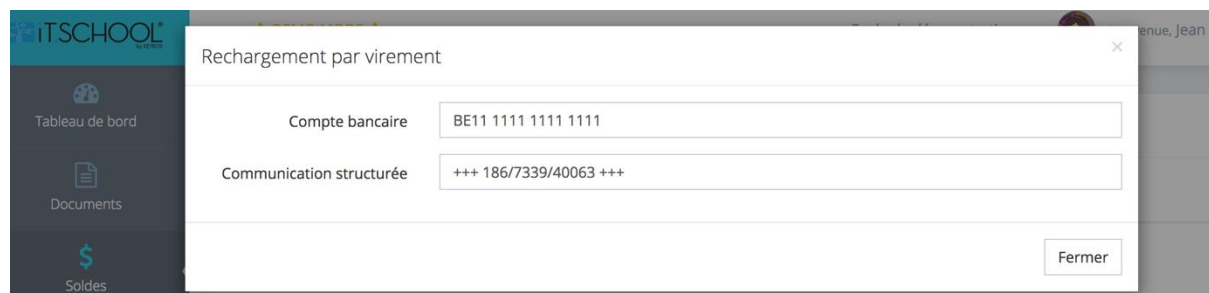 iTSCHOOL
Rechargement par virement
×
enue, Jean
Tableau de bord
Compte bancaire BE11 1111 1111 1111
Communication structurée +++ 186/7339/40063 +++
Documents
Fermer
$
Soldes